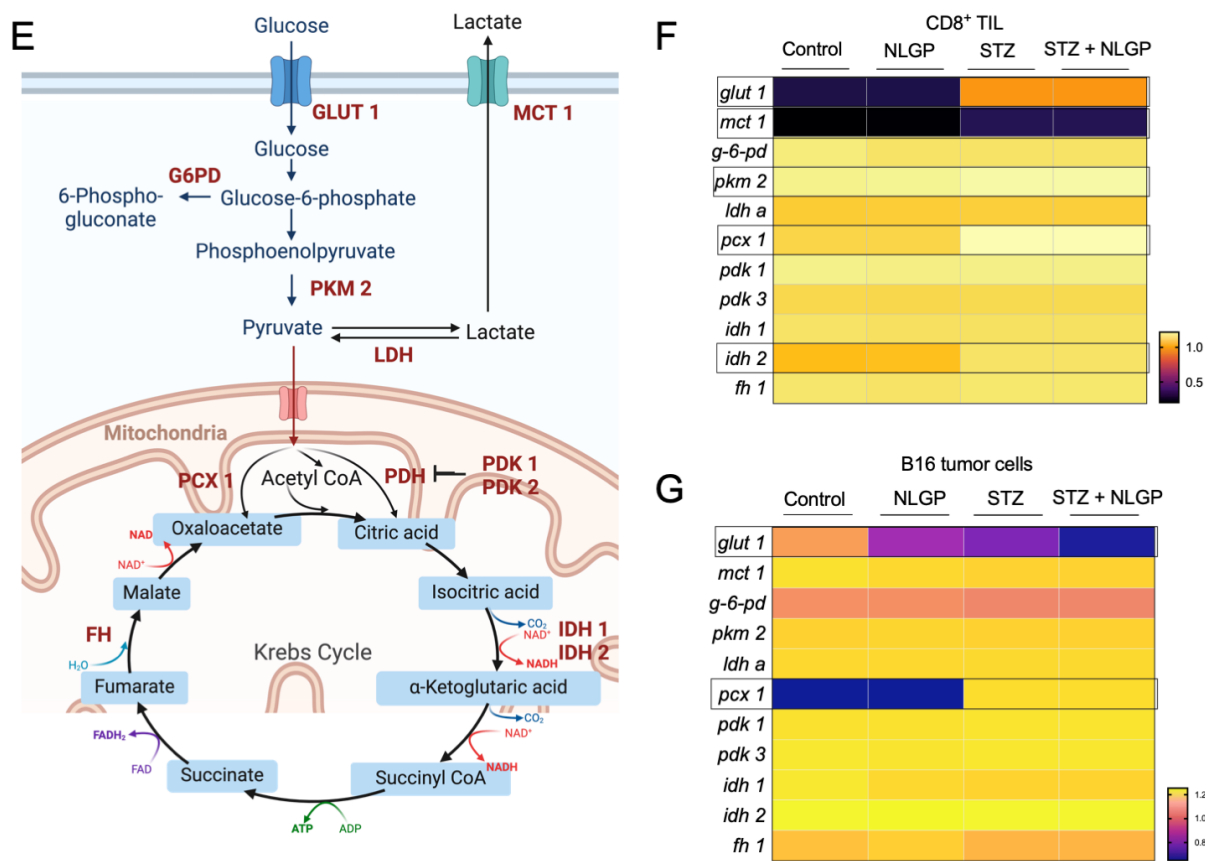 E
Glucose
Lactate
GLUT 1
MCT 1
Glucose
G6PD
6-Phospho-
gluconate
Glucose-6-phosphate
Phosphoenolpyruvate
PKM 2
Pyruvate
Lactate
LDH
Mitochondria
PCX 1
Acetyl CoA
PDH
PDK 1
PDK 2
Oxaloacetate
Citric acid
NAD
NAD⁺
Malate
Isocitric acid
CO₂
NAD⁺
NADH
IDH 1
IDH 2
FH
H₂O
Krebs Cycle
Fumarate
α-Ketoglutaric acid
CO₂
NAD⁺
NADH
FADH₂
FAD
Succinate
Succinyl CoA
ATP
ADP
F
CD8⁺ TIL
Control NLGP STZ STZ + NLGP
glut 1
mct 1
g-6-pd
pkm 2
ldh a
pcx 1
pdk 1
pdk 3
idh 1
idh 2
fh 1
1.0
0.5
G
B16 tumor cells
Control NLGP STZ STZ + NLGP
glut 1
mct 1
g-6-pd
pkm 2
ldh a
pcx 1
pdk 1
pdk 3
idh 1
idh 2
fh 1
1.2
1.0
0.8